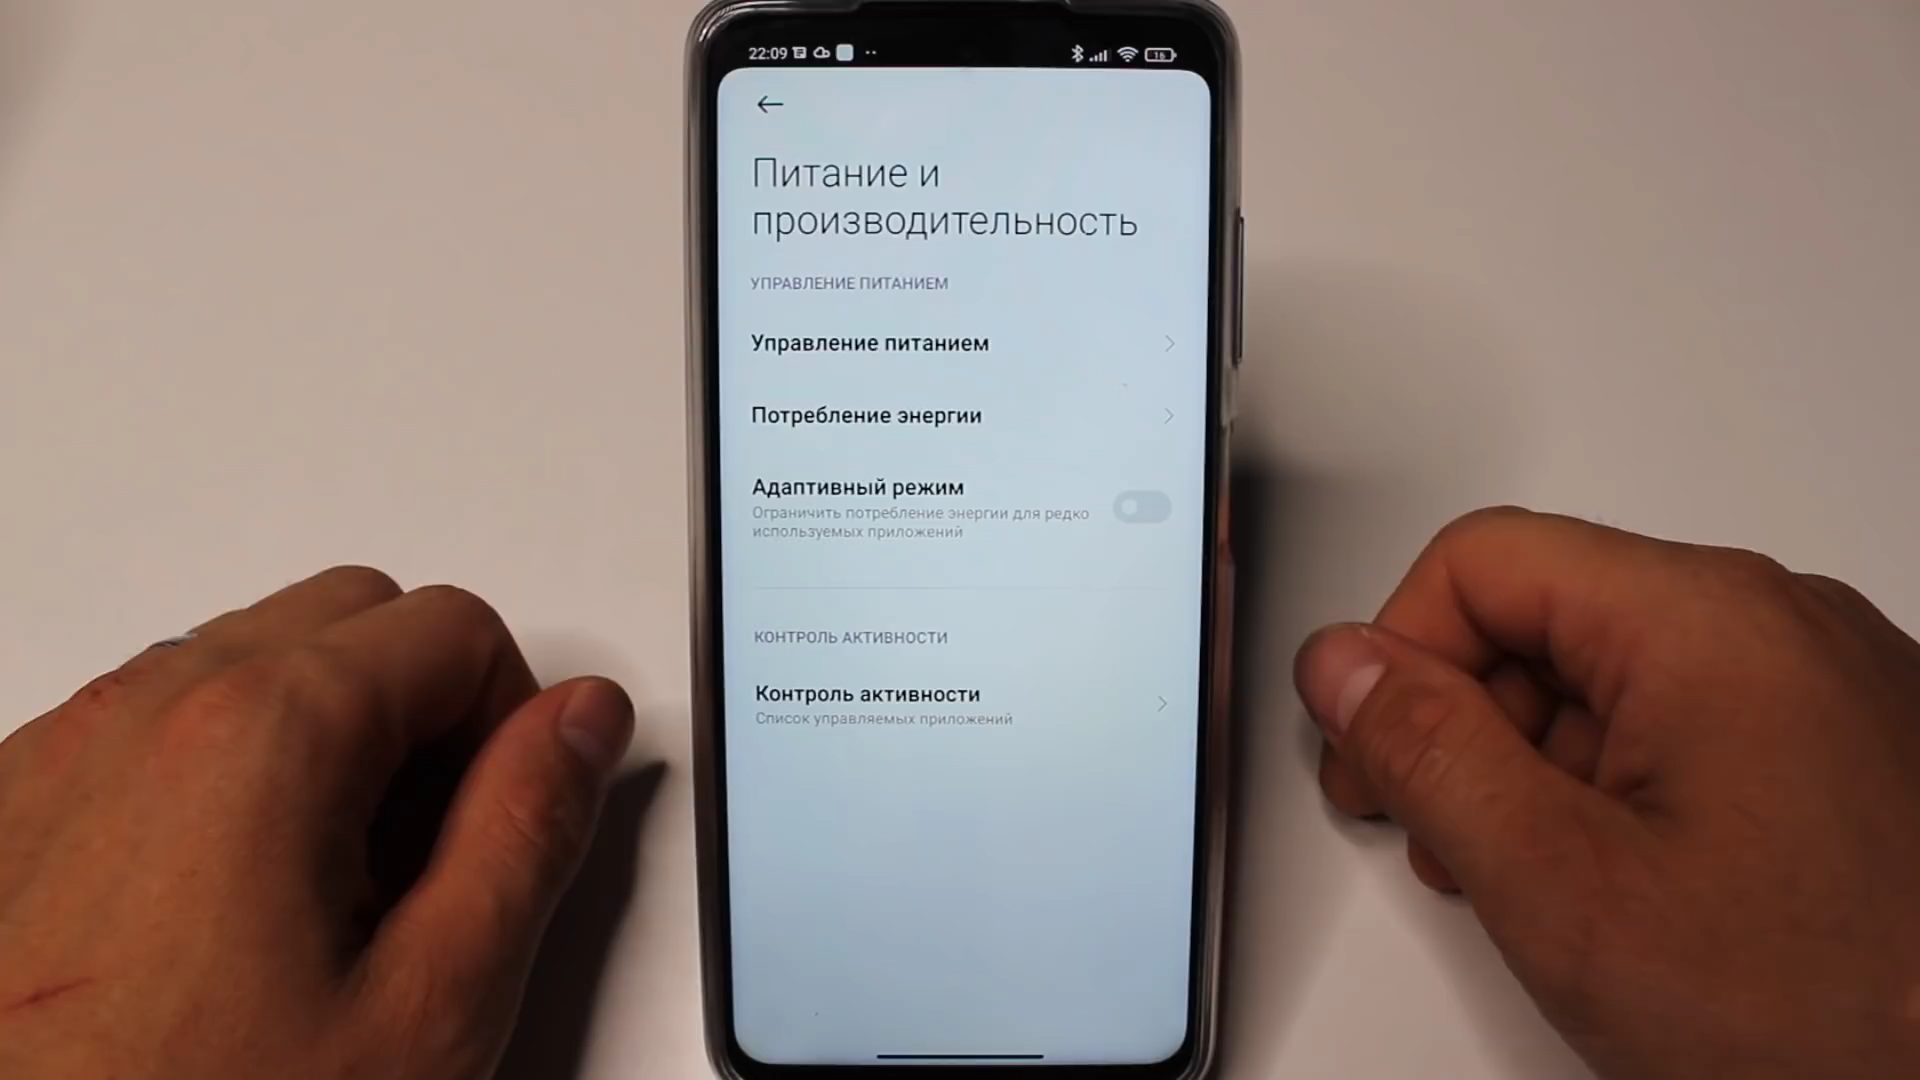 22:09
16
Питание и
производительность
УПРАВЛЕНИЕ ПИТАНИЕМ
Управление питанием
Потребление энергии
Адаптивный режим
Ограничить потребление энергии для редко
используемых приложений
КОНТРОЛЬ АКТИВНОСТИ
Контроль активности
Список управляемых приложений